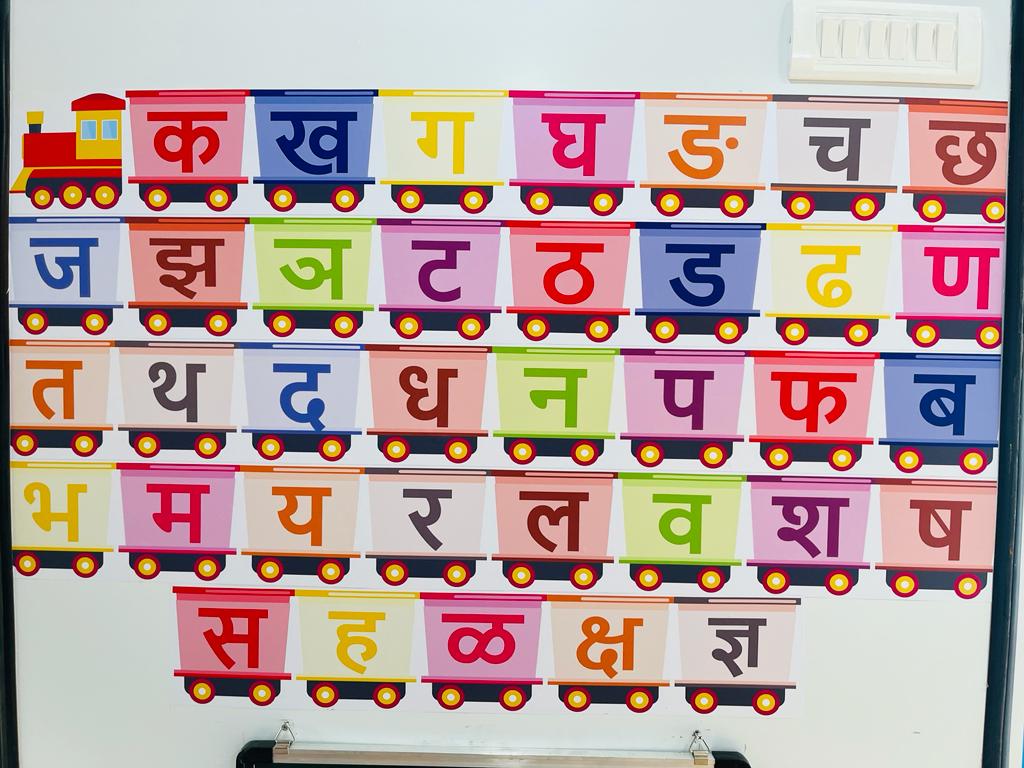 क ख ग घ ङ च छ
ज झ ञ ट ठ ड ढ ण
त थ द ध न प फ ब
भ म य र ल व श ष
स ह ळ क्ष ज्ञ